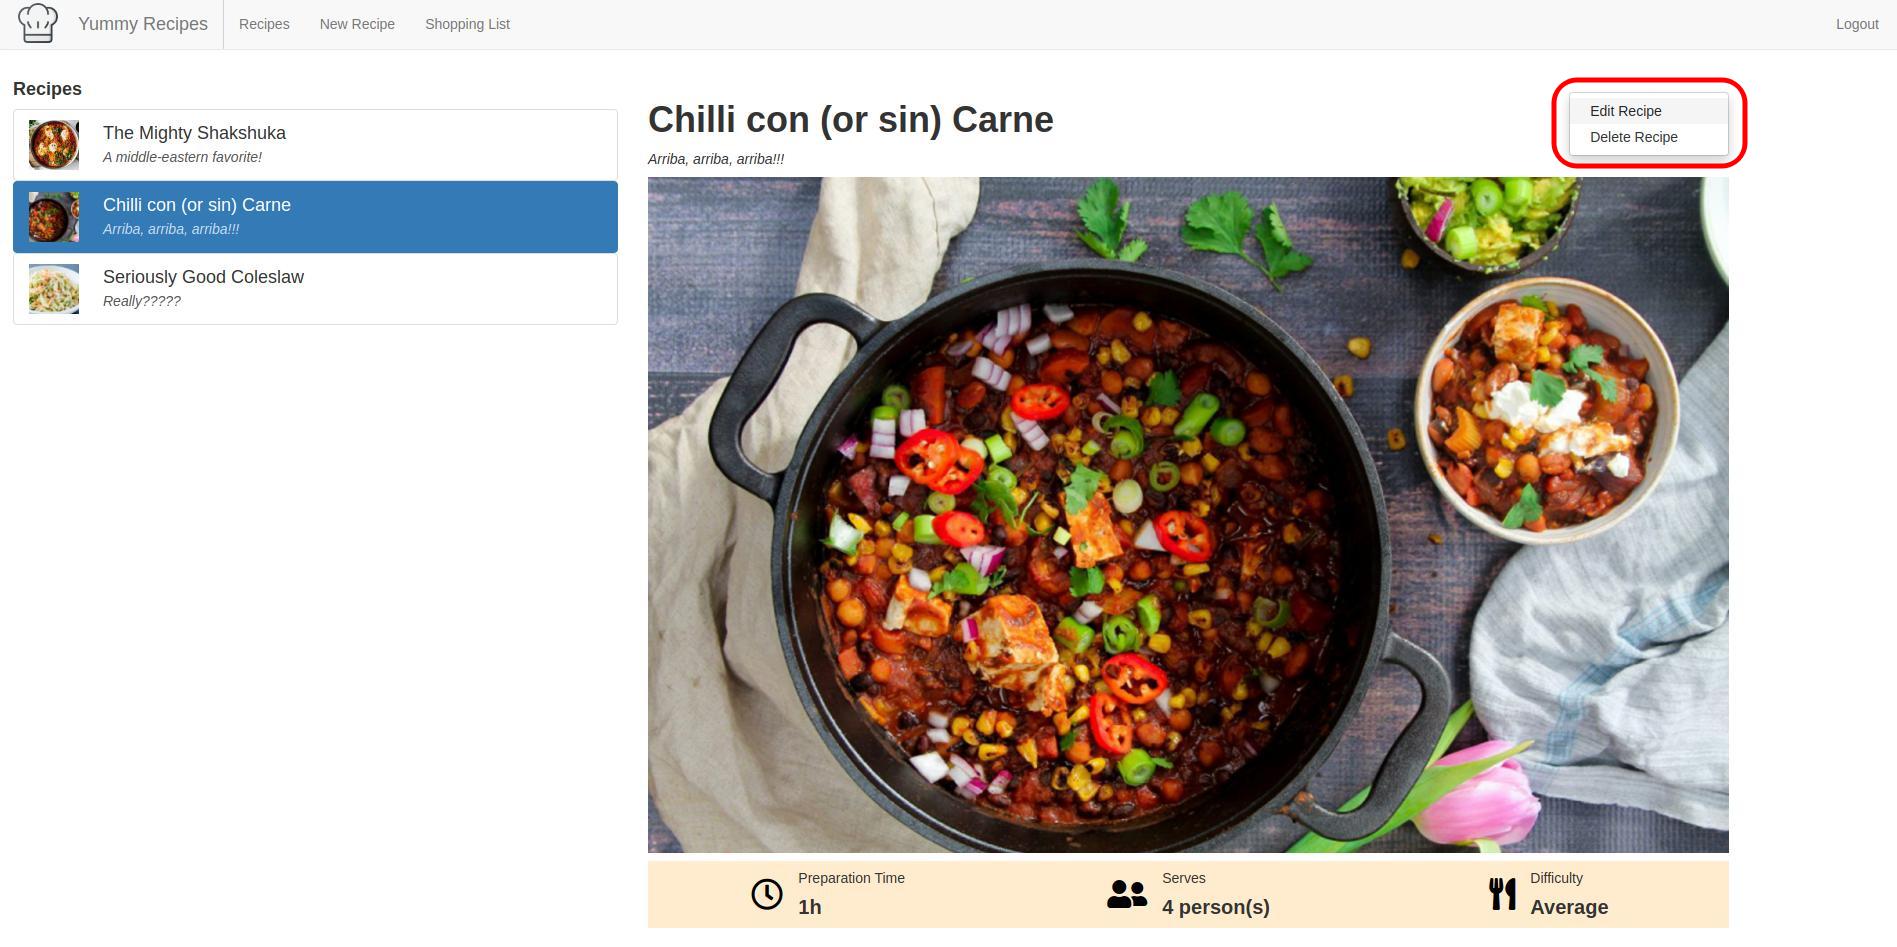 Yummy Recipes
Recipes
New Recipe
Shopping List
Logout
Recipes
The Mighty Shakshuka
A middle-eastern favorite!
Chilli con (or sin) Carne
Arriba, arriba, arriba!!!
Seriously Good Coleslaw
Really?????
Chilli con (or sin) Carne
Arriba, arriba, arriba!!!
Edit Recipe
Delete Recipe
Preparation Time
1h
Serves
4 person(s)
Difficulty
Average